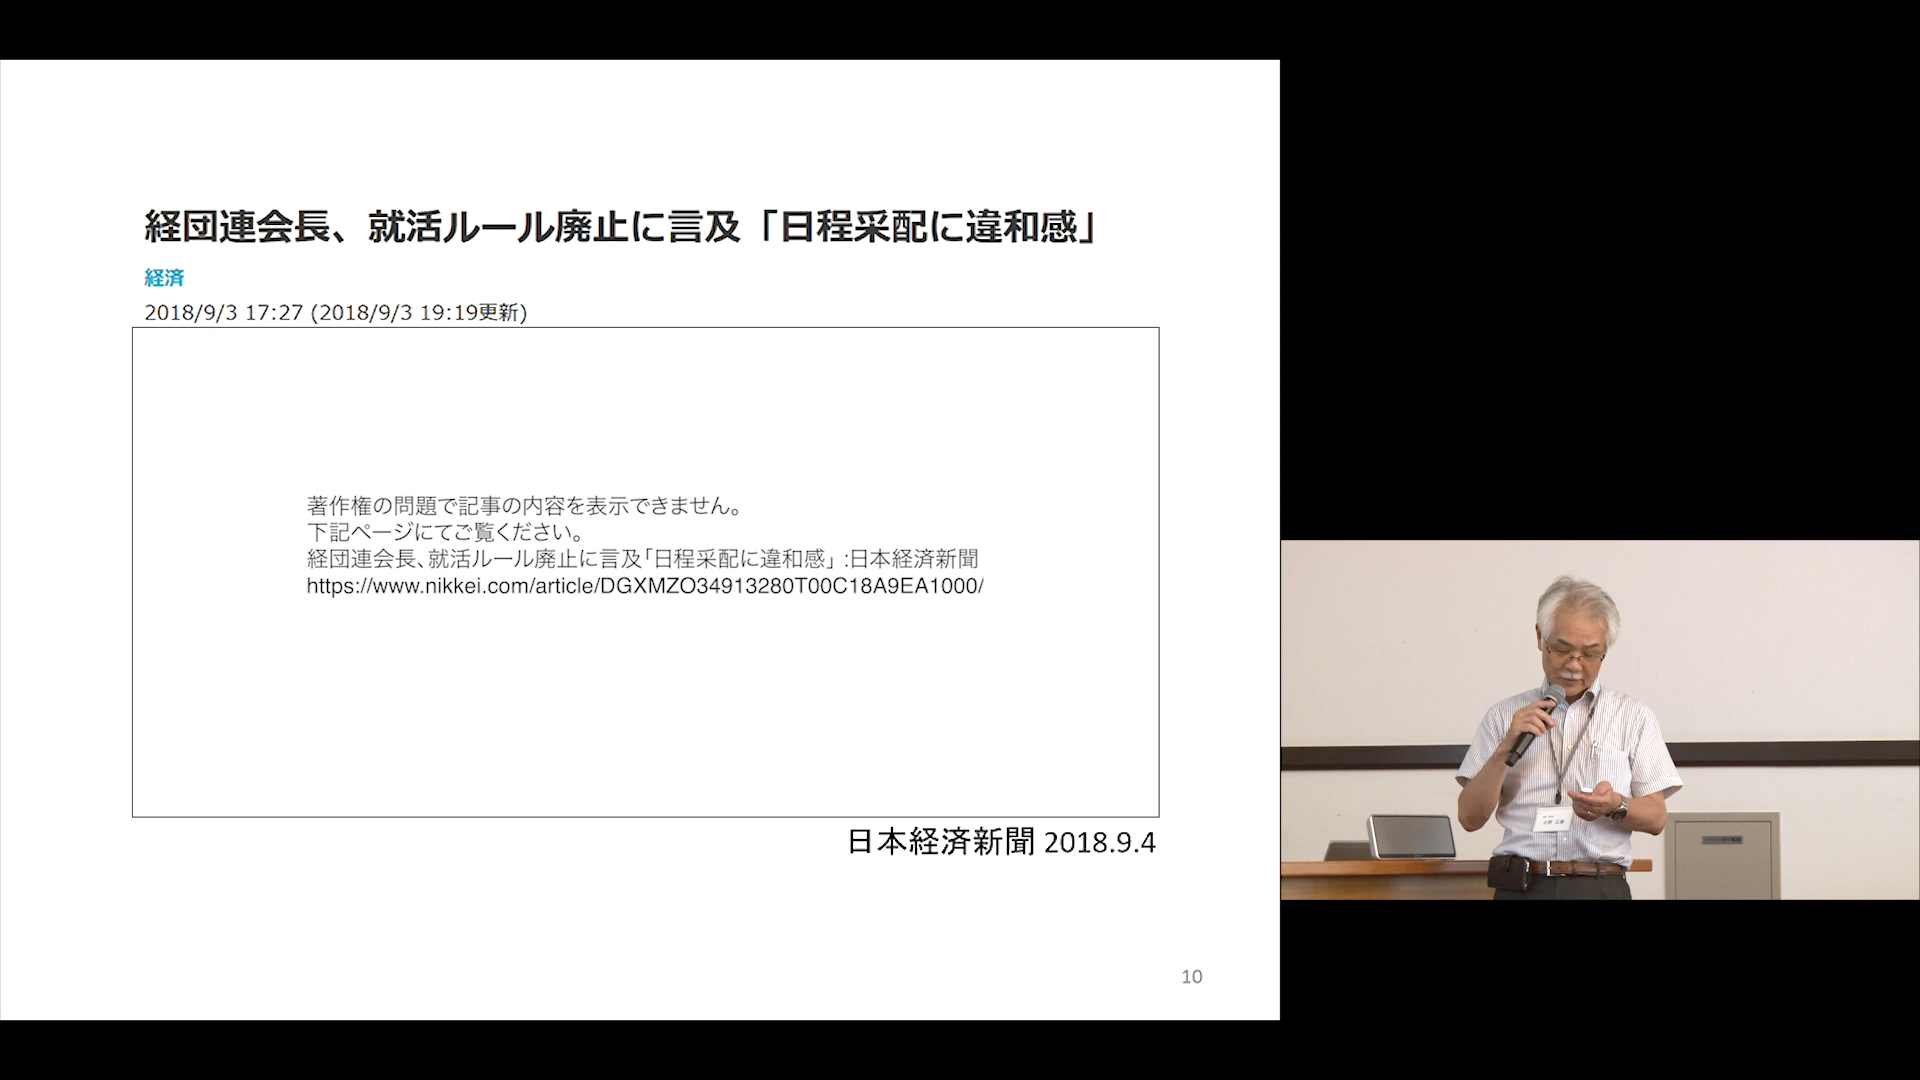 経団連会長、就活ルール廃止に言及「日程采配に違和感」
経済
2018/9/3 17:27 (2018/9/3 19:19更新)
著作権の問題で記事の内容を表示できません。
下記ページにてご覧ください。
経団連会長、就活ルール廃止に言及「日程采配に違和感」:日本経済新聞
https://www.nikkei.com/article/DGXMZO34913280T00C18A9EA1000/
日本経済新聞 2018.9.4
10